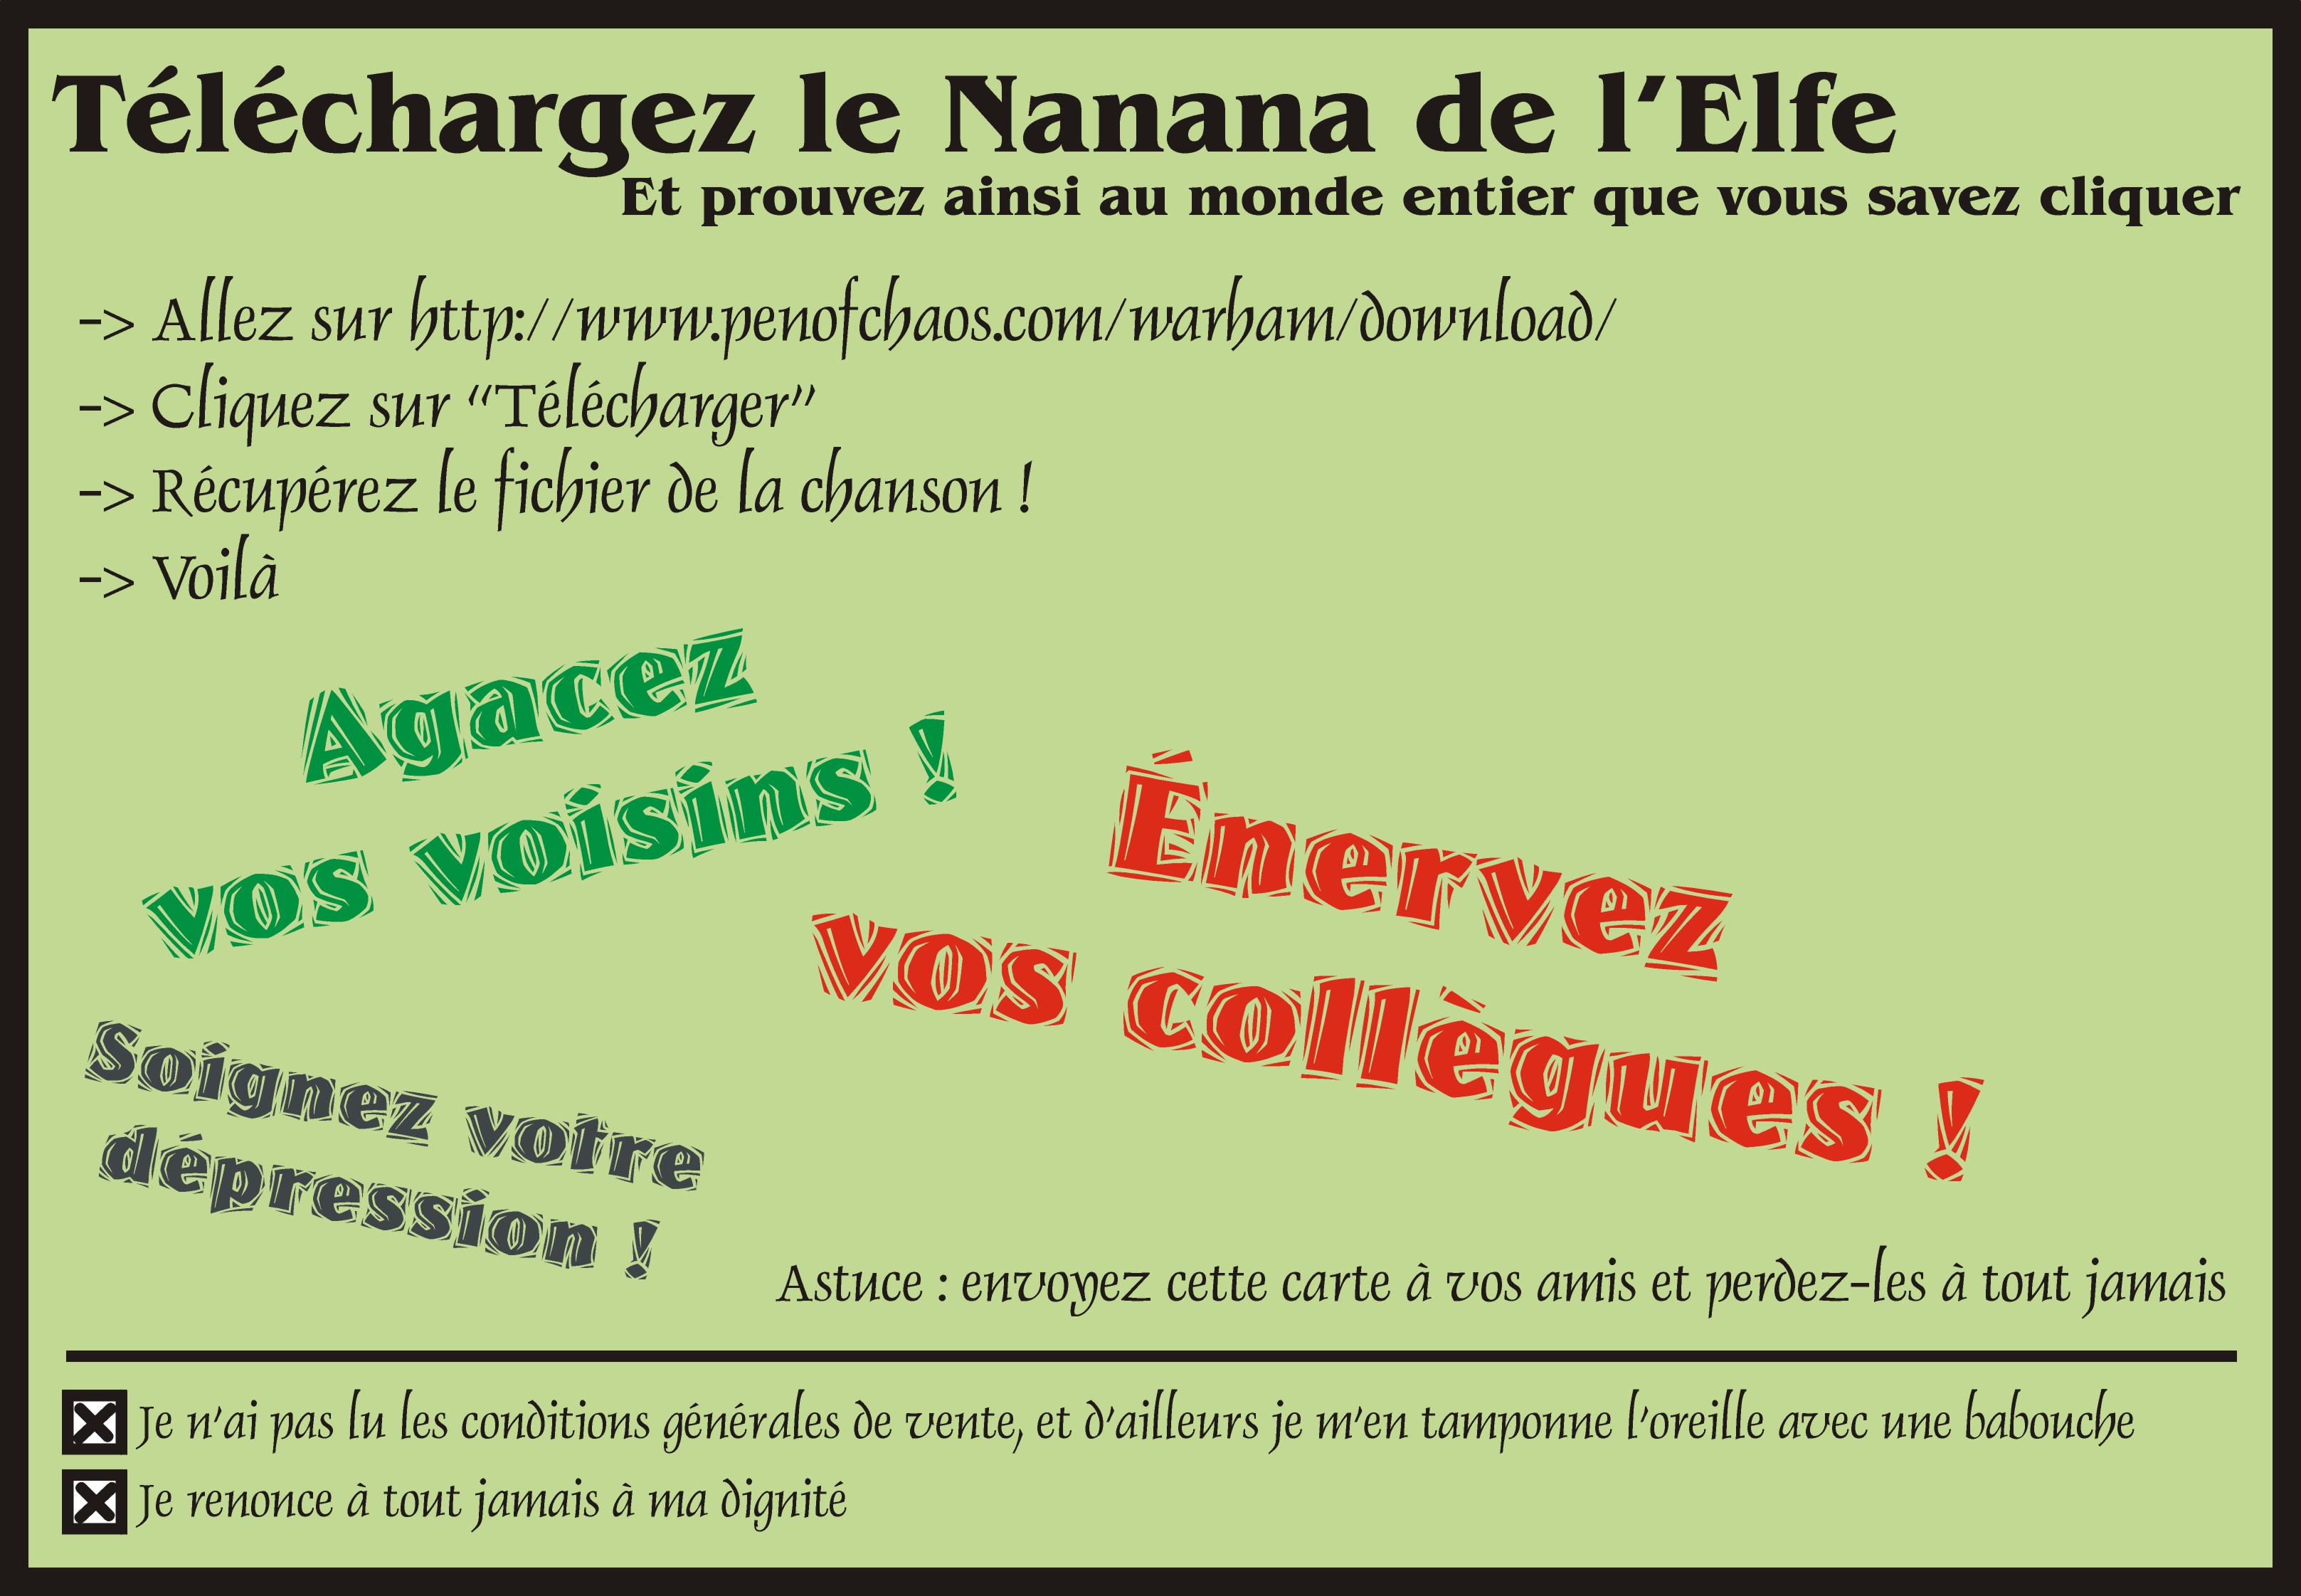 Téléchargez le Nanana de l'Elfe
Et prouvez ainsi au monde entier que vous savez cliquer
-> Allez sur http://www.penofchaos.com/warham/download/
-> Cliquez sur “Télécharger”
-> Récupérez le fichier de la chanson !
-> Voilà
Agacez
vos voisins !
Énervez
vos collègues !
Soignez votre
dépression !
Astuce : envoyez cette carte à vos amis et perdez-les à tout jamais
Je n'ai pas lu les conditions générales de vente, et d'ailleurs je m'en tamponne l'oreille avec une babouche
Je renonce à tout jamais à ma dignité